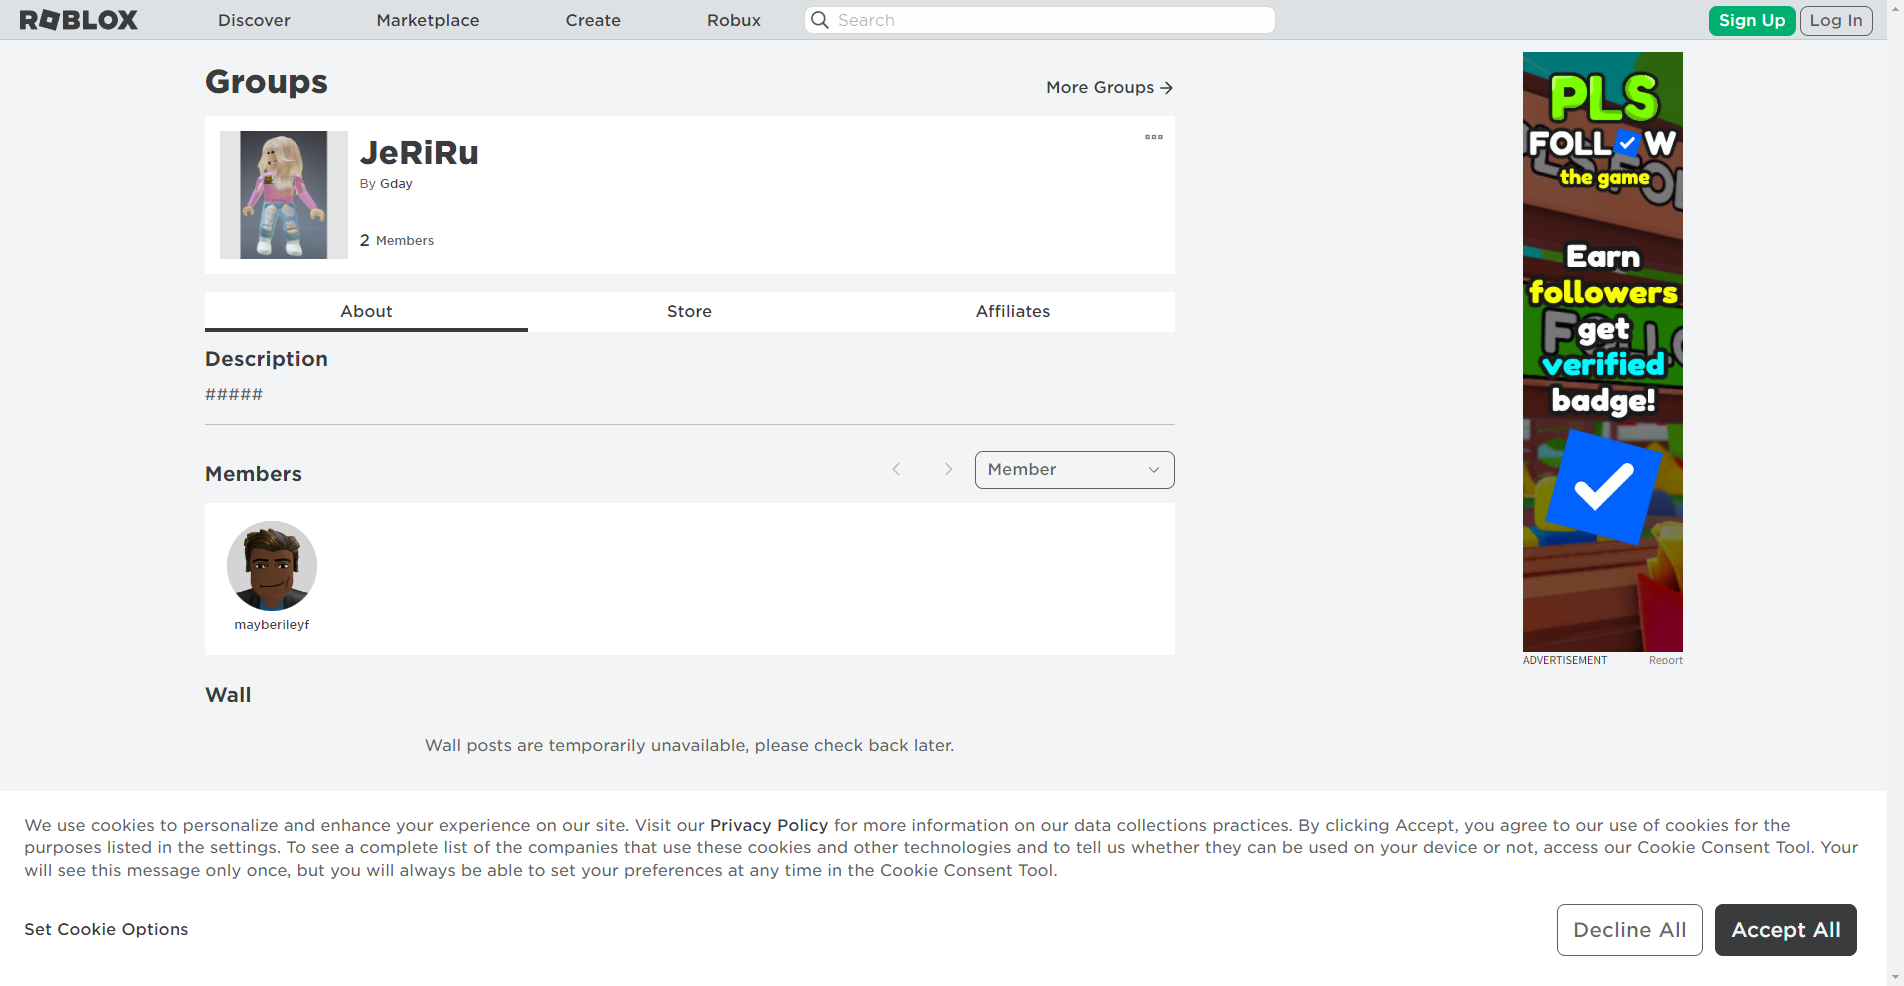 ROBLOX
Discover
Marketplace
Create
Robux
Search
Sign Up
Log In
Groups
More Groups
JeRiRu
By Gday
2 Members
About
Store
Affiliates
Description
#####
Members
Member
mayberileyf
Wall
Wall posts are temporarily unavailable, please check back later.
PLS
FOLLOW
the game
Earn
followers
get
verified
badge!
ADVERTISEMENT
Report
We use cookies to personalize and enhance your experience on our site. Visit our Privacy Policy for more information on our data collections practices. By clicking Accept, you agree to our use of cookies for the
purposes listed in the settings. To see a complete list of the companies that use these cookies and other technologies and to tell us whether they can be used on your device or not, access our Cookie Consent Tool. Your
will see this message only once, but you will always be able to set your preferences at any time in the Cookie Consent Tool.
Set Cookie Options
Decline All
Accept All